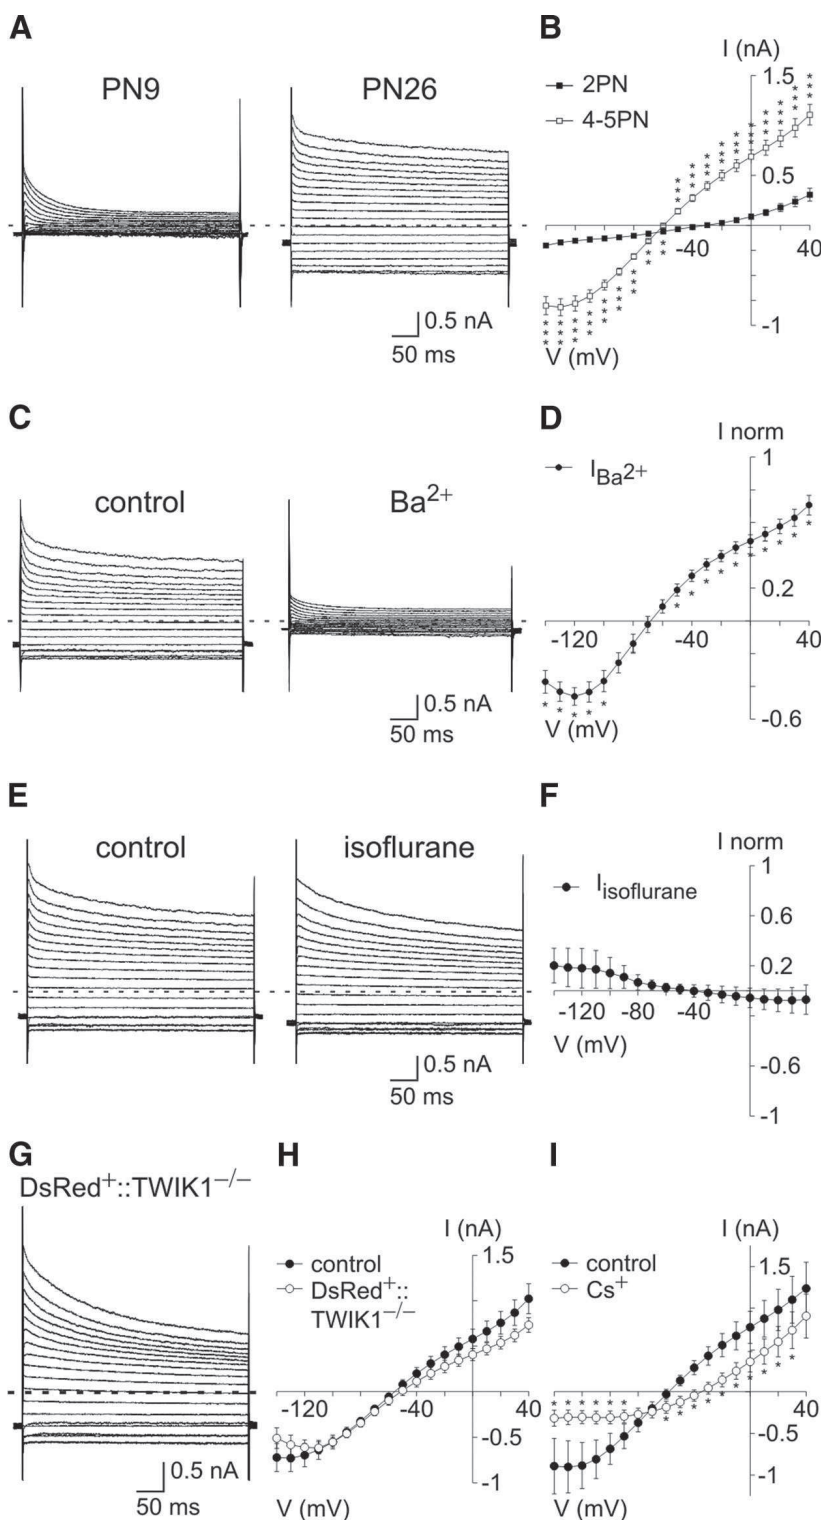 A
PN9
PN26
0.5 nA
50 ms
B
I (nA)
2PN
4-5PN
1.5
0.5
-40
40
-1
V (mV)
C
control
Ba2+
0.5 nA
50 ms
D
I norm
IBa2+
1
0.2
-120
-40
40
-0.6
V (mV)
E
control
isoflurane
0.5 nA
50 ms
F
I norm
Iisoflurane
1
0.6
0.2
-120
-80
-40
-0.6
-1
V (mV)
G
DsRed+::TWIK1−/−
0.5 nA
50 ms
H
I (nA)
control
DsRed+::
TWIK1−/−
1.5
-120
-40
40
-0.5
-1
V (mV)
I
I (nA)
control
Cs+
1.5
-120
-40
40
-0.5
-1
V (mV)